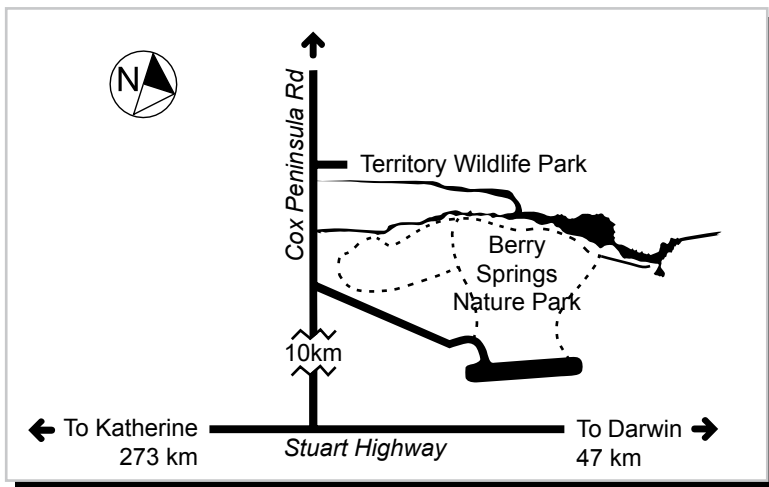 N
Cox Peninsula Rd
Territory Wildlife Park
Berry
Springs
Nature Park
10km
To Katherine
273 km
Stuart Highway
To Darwin
47 km